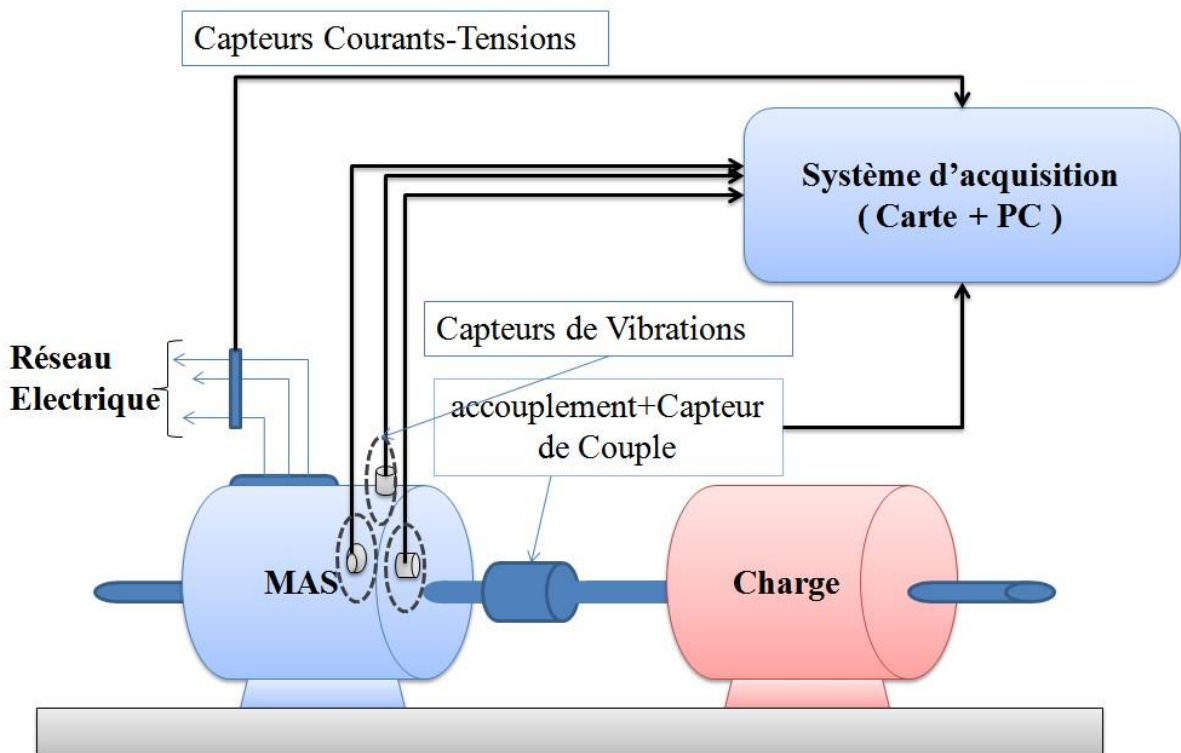 Capteurs Courants-Tensions
Système d’acquisition
( Carte + PC )
Capteurs de Vibrations
Réseau
Electrique
accouplement+Capteur
de Couple
MAS
Charge